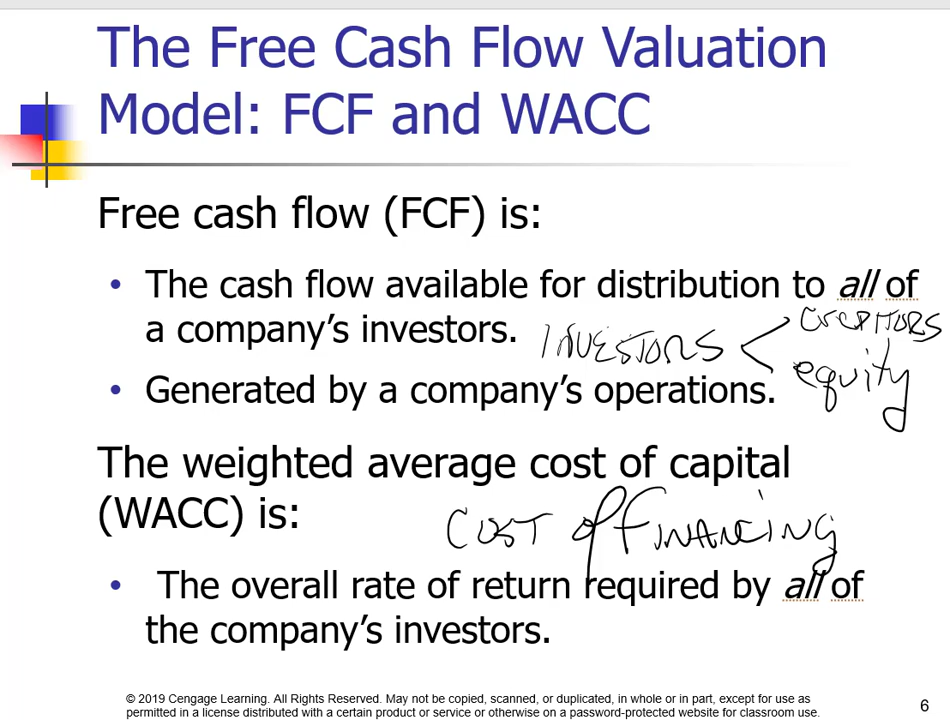 The Free Cash Flow Valuation
Model: FCF and WACC
Free cash flow (FCF) is:
• The cash flow available for distribution to all of
a company's investors.
INVESTORS < CREDITORS
equity
• Generated by a company's operations.
The weighted average cost of capital
(WACC) is:
COST of FINANCING
• The overall rate of return required by all of
the company's investors.
© 2019 Cengage Learning. All Rights Reserved. May not be copied, scanned, or duplicated, in whole or in part, except for use as
permitted in a license distributed with a certain product or service or otherwise on a password-protected website for classroom use.
6